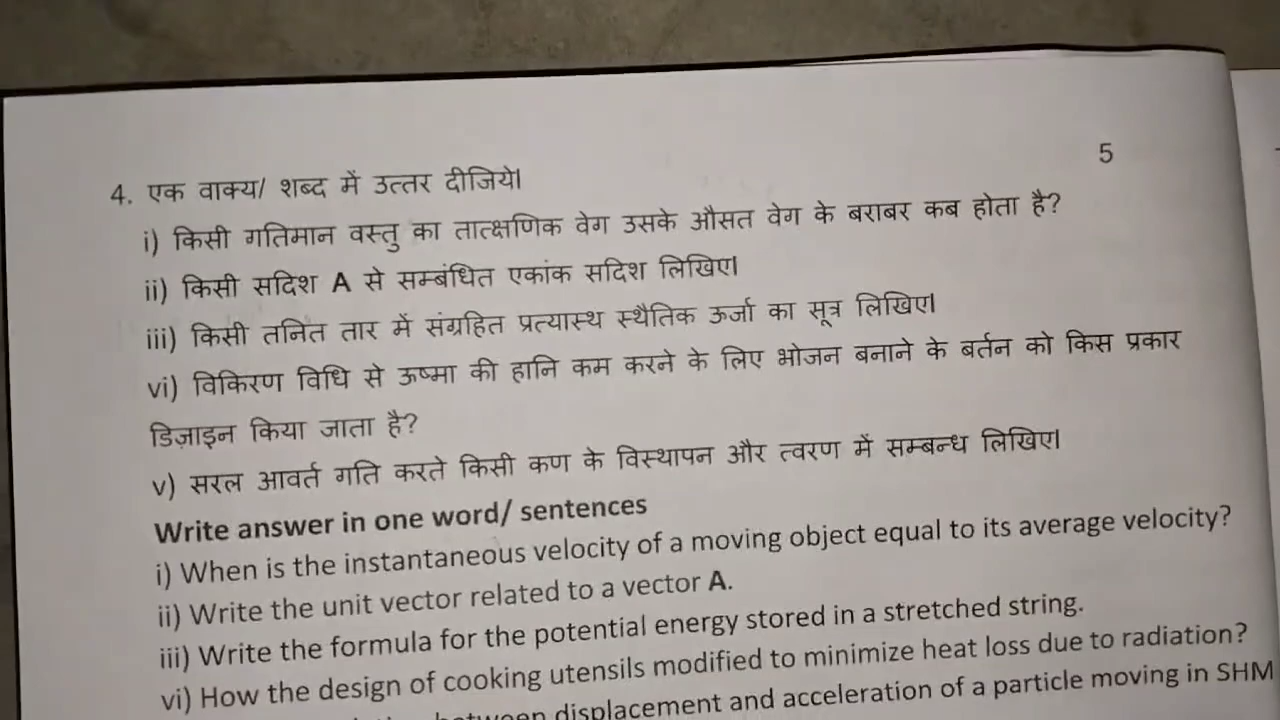 5
4. एक वाक्य/ शब्द में उत्तर दीजिये।
i) किसी गतिमान वस्तु का तात्क्षणिक वेग उसके औसत वेग के बराबर कब होता है?
ii) किसी सदिश A से सम्बंधित एकांक सदिश लिखिए।
iii) किसी तनित तार में संग्रहित प्रत्यास्थ स्थैतिक ऊर्जा का सूत्र लिखिए।
vi) विकिरण विधि से ऊष्मा की हानि कम करने के लिए भोजन बनाने के बर्तन को किस प्रकार
डिज़ाइन किया जाता है?
v) सरल आवर्त गति करते किसी कण के विस्थापन और त्वरण में सम्बन्ध लिखिए।
Write answer in one word/ sentences
i) When is the instantaneous velocity of a moving object equal to its average velocity?
ii) Write the unit vector related to a vector A.
iii) Write the formula for the potential energy stored in a stretched string.
vi) How the design of cooking utensils modified to minimize heat loss due to radiation?
between displacement and acceleration of a particle moving in SHM